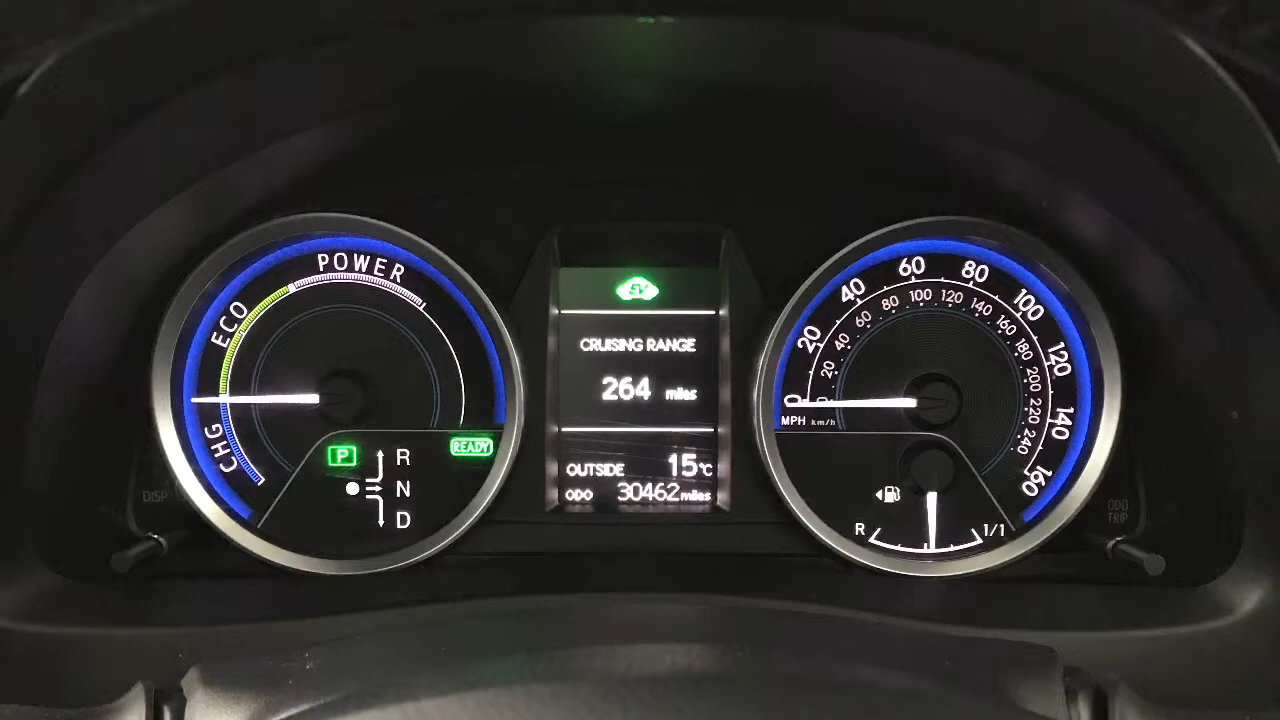 POWER
ECO
CHG
P
READY
R
N
D
DISP
EV
CRUISING RANGE
264 miles
OUTSIDE 15℃
ODO 30462 miles
0 20 40 60 80 100 120 140 160
0 20 40 60 80 100 120 140 160 180 200 220 240
MPH km/h
R 1/1
ODO
TRIP